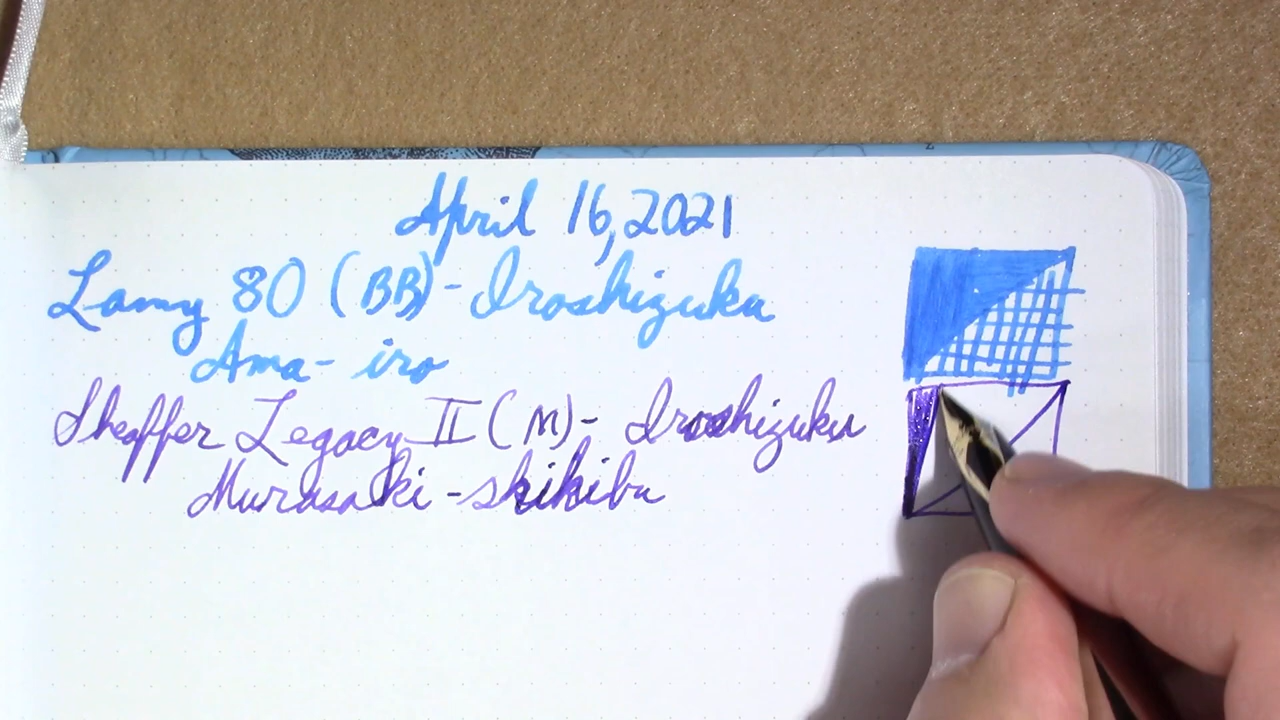 April 16, 2021
Lamy 80 (BB) - Iroshizuku
Ama-iro
Sheaffer Legacy II (M) - Iroshizuku
Murasaki-shikibu